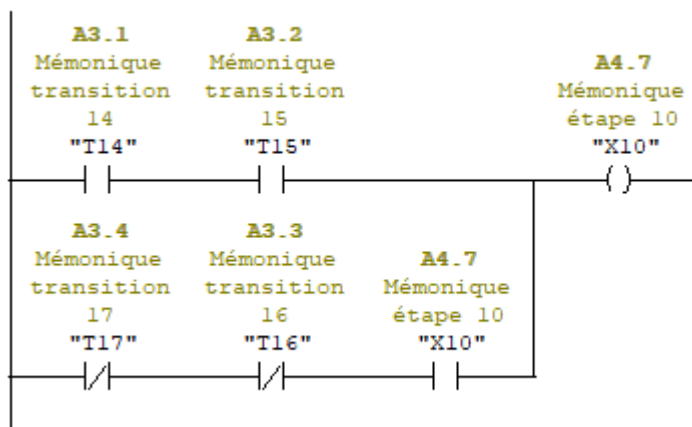 A3.1
Mémonique
transition
14
"T14"
A3.2
Mémonique
transition
15
"T15"
A4.7
Mémonique
étape 10
"X10"
A3.4
Mémonique
transition
17
"T17"
A3.3
Mémonique
transition
16
"T16"
A4.7
Mémonique
étape 10
"X10"